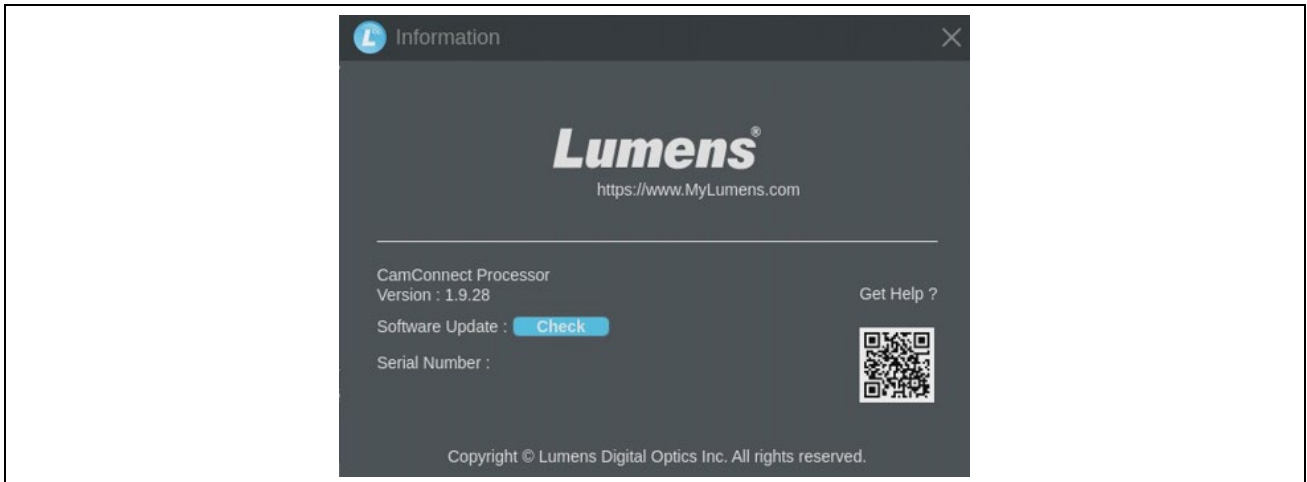 Information
Lumens®
https://www.MyLumens.com
CamConnect Processor
Version : 1.9.28
Get Help ?
Software Update : Check
Serial Number :
Copyright © Lumens Digital Optics Inc. All rights reserved.